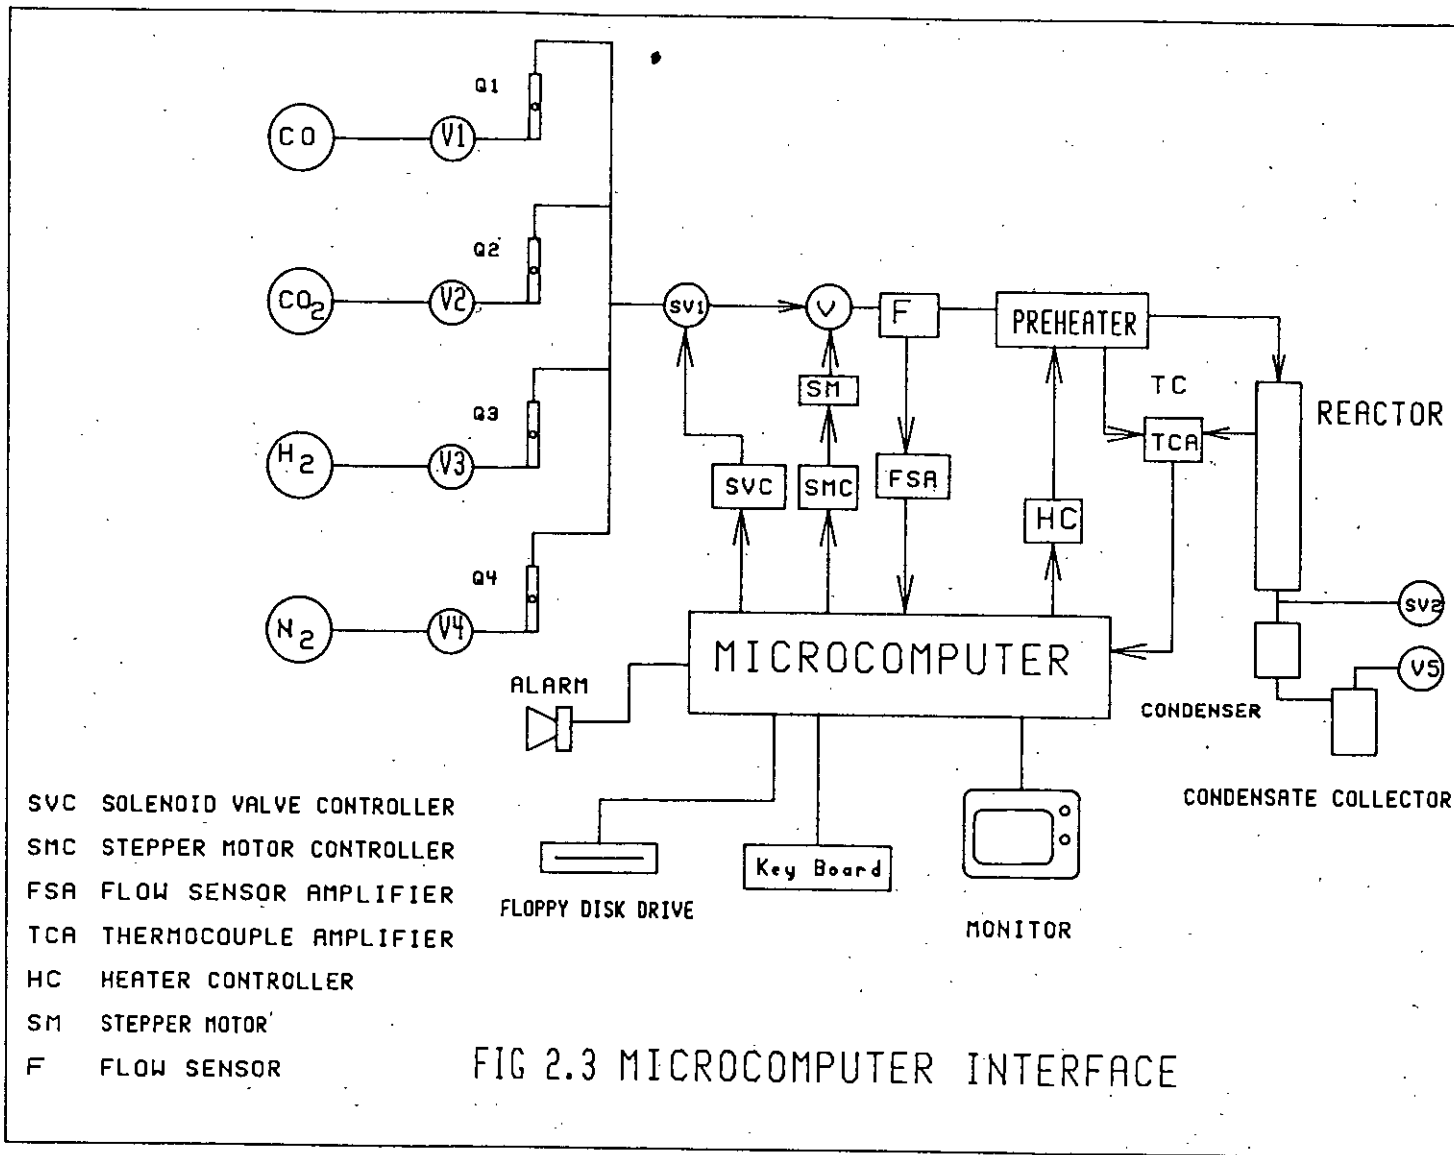 Q1
CO
V1
Q2
CO2
V2
SV1
V
F
PREHEATER
SM
TC
REACTOR
Q3
TCA
H2
V3
SVC
SMC
FSA
HC
Q4
N2
V4
SV2
MICROCOMPUTER
V5
ALARM
CONDENSER
CONDENSATE COLLECTOR
Key Board
FLOPPY DISK DRIVE
MONITOR
SVC SOLENOID VALVE CONTROLLER
SMC STEPPER MOTOR CONTROLLER
FSA FLOW SENSOR AMPLIFIER
TCA THERMOCOUPLE AMPLIFIER
HC HEATER CONTROLLER
SM STEPPER MOTOR
F FLOW SENSOR
FIG 2.3 MICROCOMPUTER INTERFACE